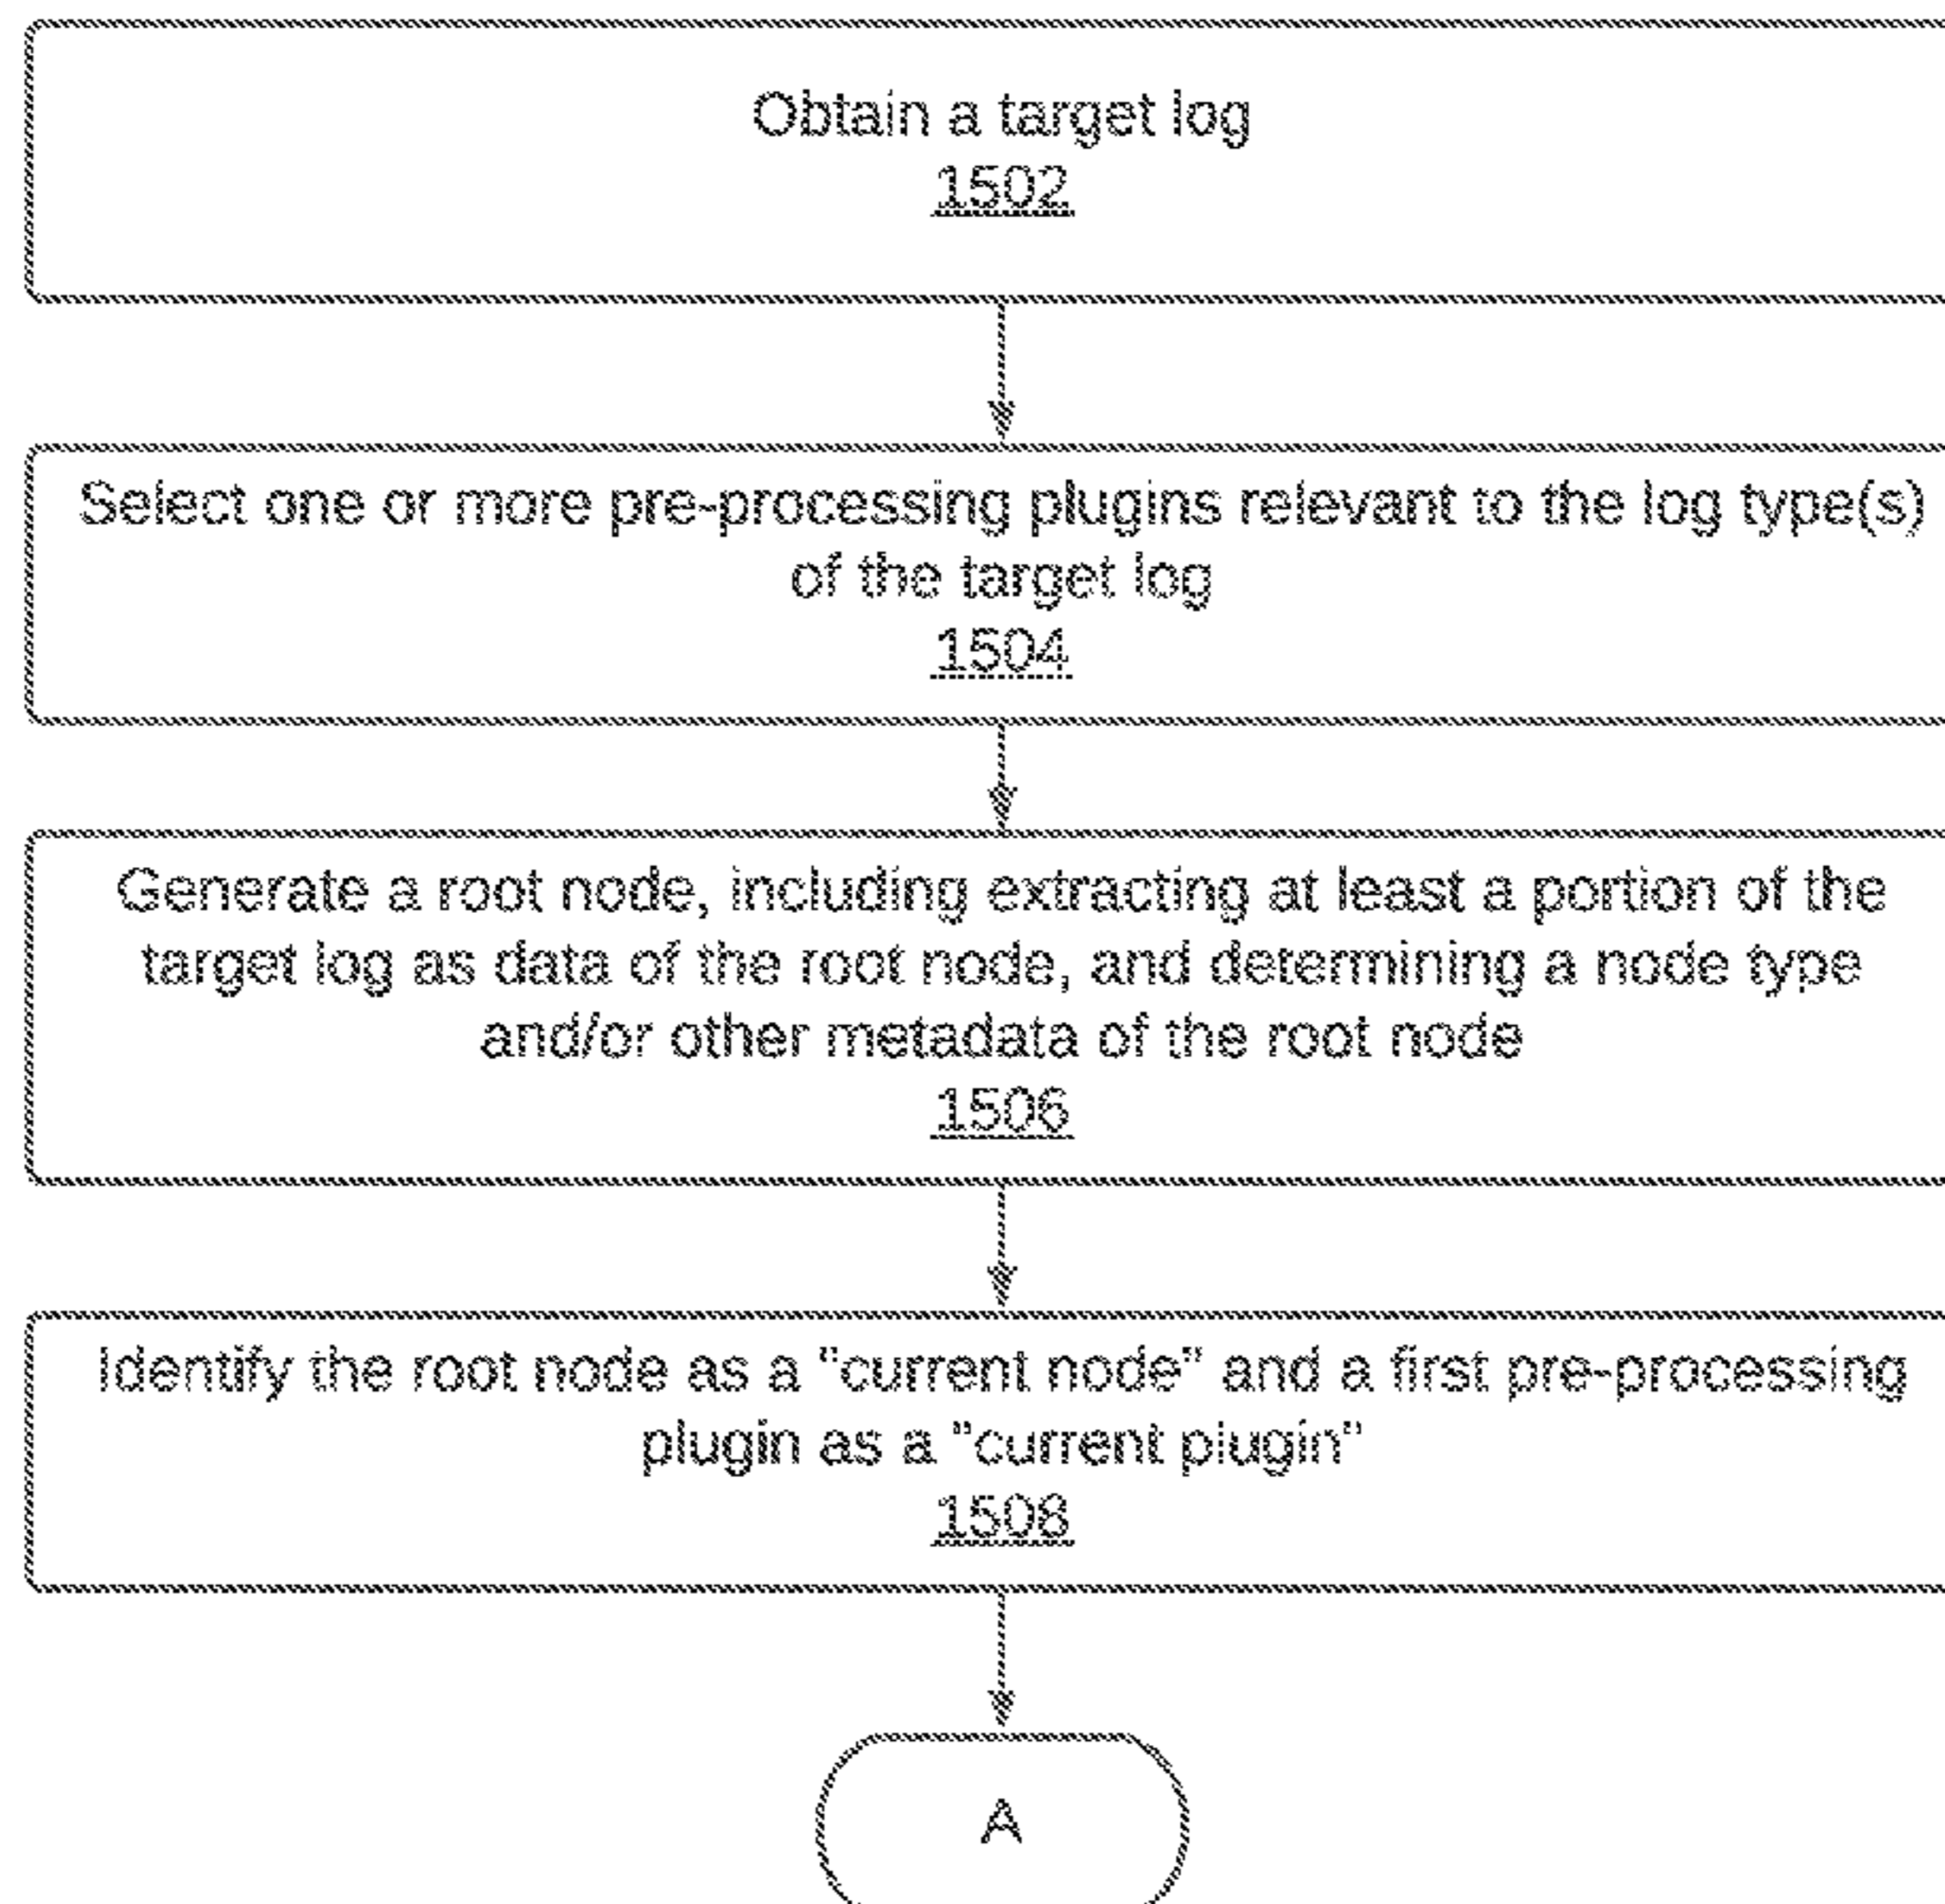 Obtain a target log
1502
Select one or more pre-processing plugins relevant to the log type(s)
of the target log
1504
Generate a root node, including extracting at least a portion of the
target log as data of the root node, and determining a node type
and/or other metadata of the root node
1506
Identify the root node as a "current node" and a first pre-processing
plugin as a "current plugin"
1508
A